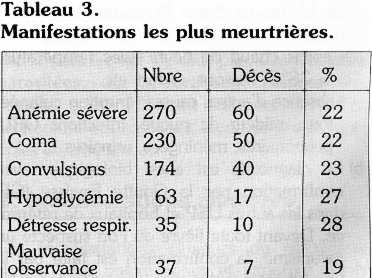 Tableau 3.
Manifestations les plus meurtrières.
Nbre Décès %
Anémie sévère 270 60 22
Coma 230 50 22
Convulsions 174 40 23
Hypoglycémie 63 17 27
Détresse respir. 35 10 28
Mauvaise
observance 37 7 19